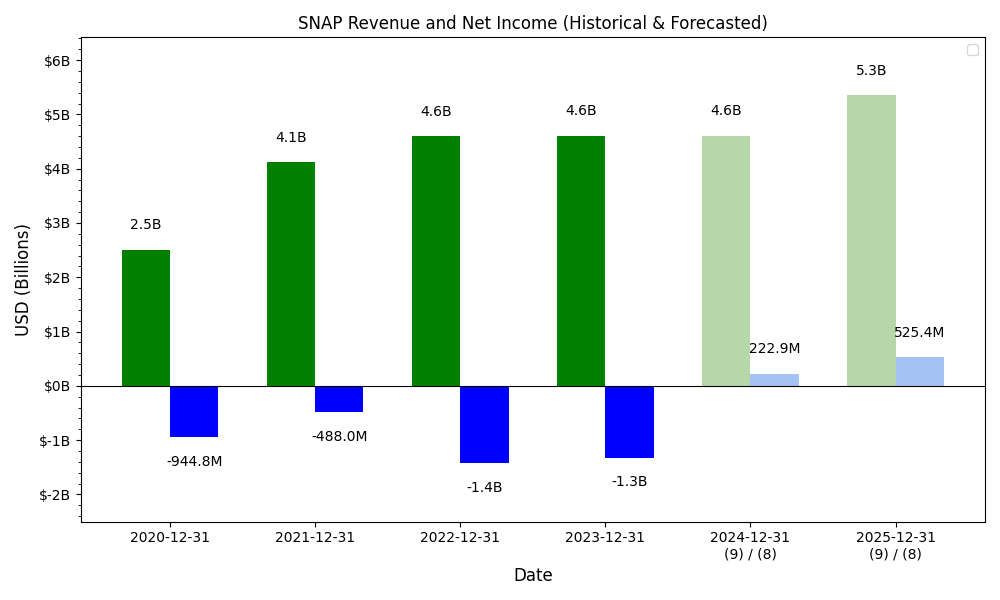 SNAP Revenue and Net Income (Historical & Forecasted)
$6B
$5B
$4B
$3B
$2B
$1B
$0B
$-1B
$-2B
USD (Billions)
2.5B
4.1B
4.6B
4.6B
4.6B
5.3B
-944.8M
-488.0M
-1.4B
-1.3B
222.9M
525.4M
2020-12-31
2021-12-31
2022-12-31
2023-12-31
2024-12-31
(9) / (8)
2025-12-31
(9) / (8)
Date